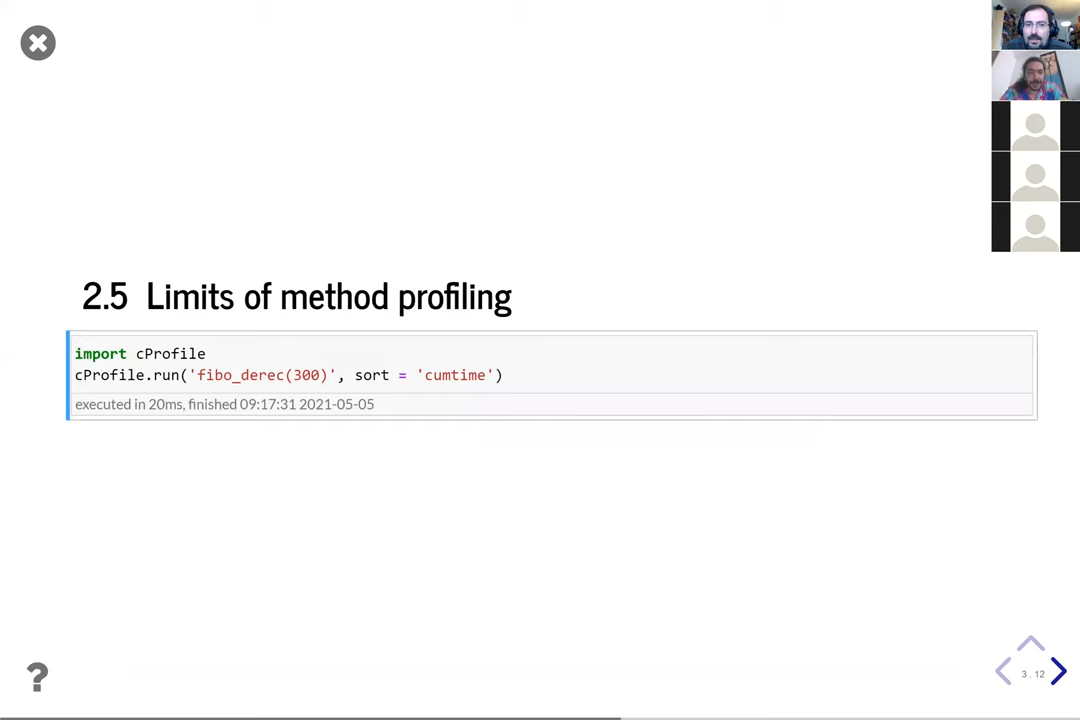 2.5 Limits of method profiling
import cProfile
cProfile.run('fibo_derec(300)', sort = 'cumtime')
executed in 20ms, finished 09:17:31 2021-05-05
?
3 . 12